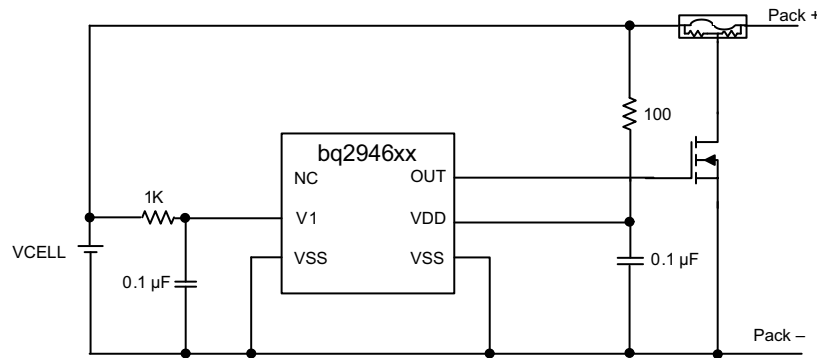 Pack +
100
bq2946xx
NC
OUT
1K
V1
VDD
VCELL
VSS
VSS
0.1 µF
0.1 µF
Pack –